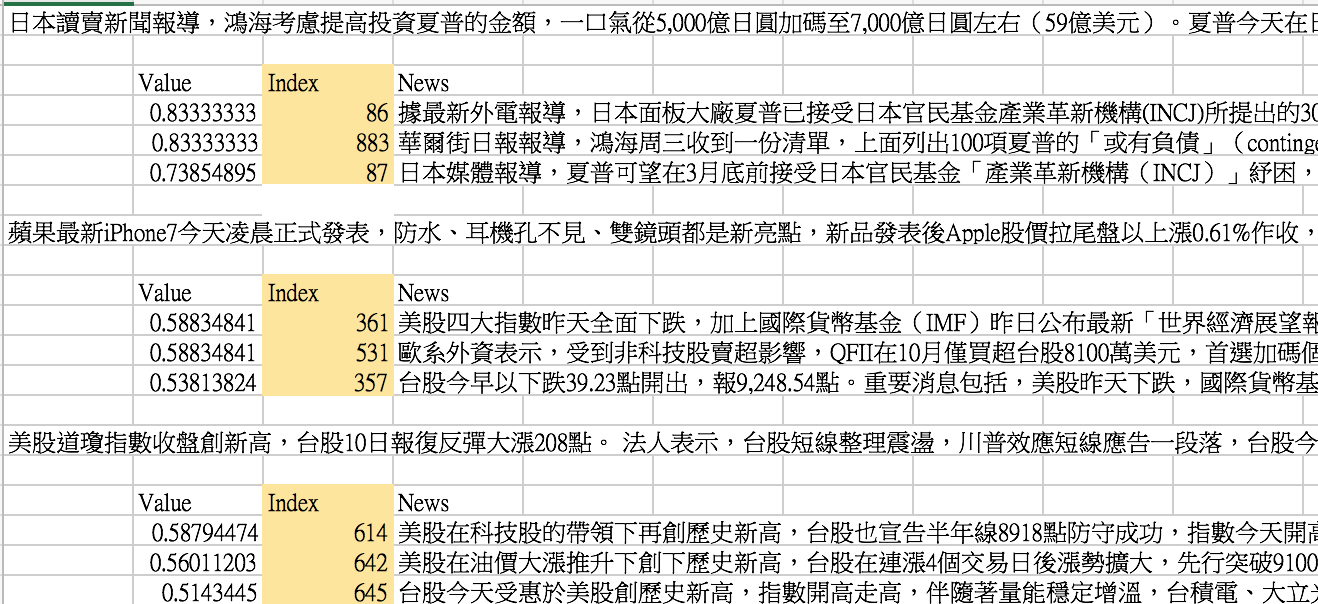 日本讀賣新聞報導，鴻海考慮提高投資夏普的金額，一口氣從5,000億日圓加碼至7,000億日圓左右（59億美元）。夏普今天在日
Value Index News
0.83333333 86 據最新外電報導，日本面板大廠夏普已接受日本官民基金產業革新機構(INCJ)所提出的30
0.83333333 883 華爾街日報報導，鴻海周三收到一份清單，上面列出100項夏普的「或有負債」（continge
0.73854895 87 日本媒體報導，夏普可望在3月底前接受日本官民基金「產業革新機構（INCJ）」紓困，
蘋果最新iPhone7今天凌晨正式發表，防水、耳機孔不見、雙鏡頭都是新亮點，新品發表後Apple股價拉尾盤以上漲0.61%作收，
Value Index News
0.58834841 361 美股四大指數昨天全面下跌，加上國際貨幣基金（IMF）昨日公布最新「世界經濟展望報
0.58834841 531 歐系外資表示，受到非科技股賣超影響，QFII在10月僅買超台股8100萬美元，首選加碼個
0.53813824 357 台股今早以下跌39.23點開出，報9,248.54點。重要消息包括，美股昨天下跌，國際貨幣基
美股道瓊指數收盤創新高，台股10日報復反彈大漲208點。 法人表示，台股短線整理震盪，川普效應短線應告一段落，台股今
Value Index News
0.58794474 614 美股在科技股的帶領下再創歷史新高，台股也宣告半年線8918點防守成功，指數今天開高
0.56011203 642 美股在油價大漲推升下創下歷史新高，台股在連漲4個交易日後漲勢擴大，先行突破9100
0.5143445 645 台股今天受惠於美股創歷史新高，指數開高走高，伴隨著量能穩定增溫，台積電、大立光